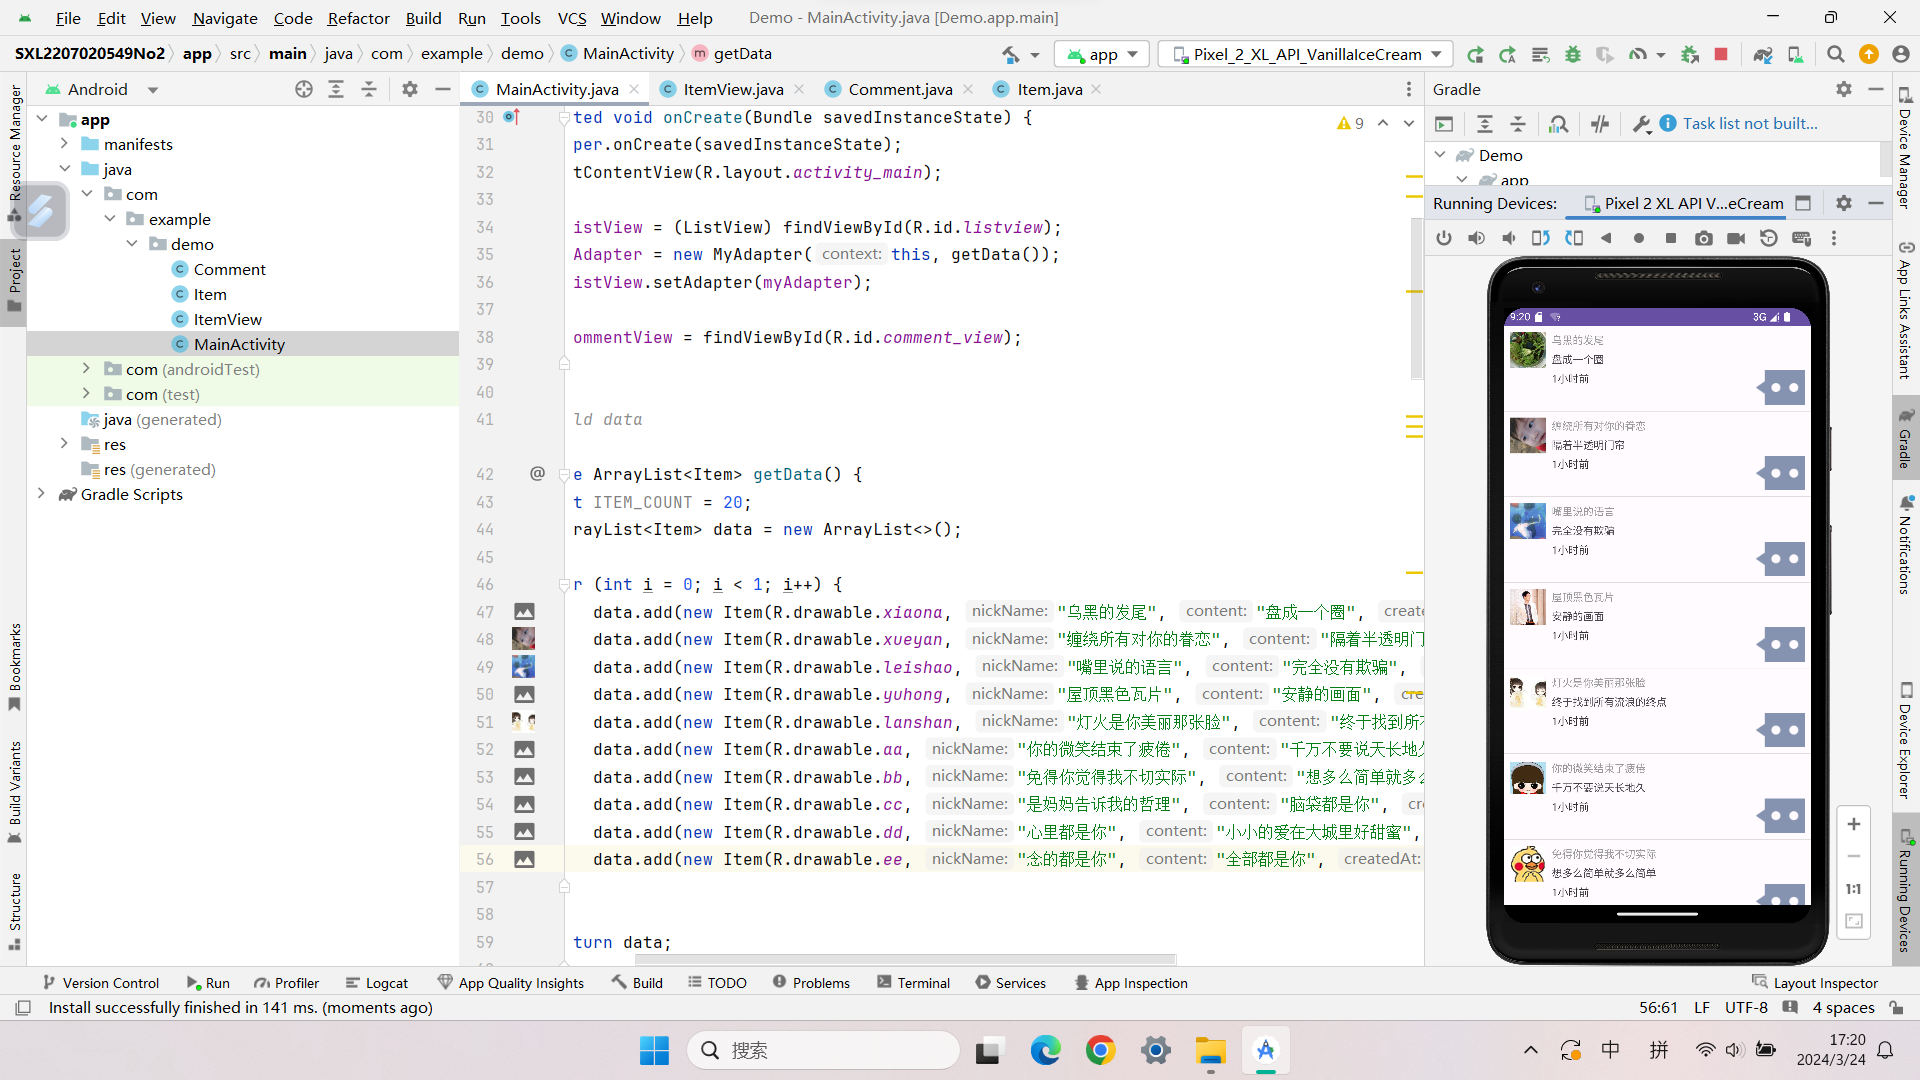 File Edit View Navigate Code Refactor Build Run Tools VCS Window Help Demo - MainActivity.java [Demo.app.main]
SXL2207020549No2 app src main java com example demo MainActivity getData app Pixel_2_XL_API_VanillaIceCream
Android
MainActivity.java ItemView.java Comment.java Item.java
Gradle
app
manifests
java
com
example
demo
Comment
Item
ItemView
MainActivity
com (androidTest)
com (test)
java (generated)
res
res (generated)
Gradle Scripts
Resource Manager
Project
Bookmarks
Build Variants
Structure
9
30 ted void onCreate(Bundle savedInstanceState) {
31 per.onCreate(savedInstanceState);
32 tContentView(R.layout.activity_main);
33
34 istView = (ListView) findViewById(R.id.listview);
35 Adapter = new MyAdapter( context: this, getData());
36 istView.setAdapter(myAdapter);
37
38 ommentView = findViewById(R.id.comment_view);
39
40
41 ld data
42 @ e ArrayList<Item> getData() {
43 t ITEM_COUNT = 20;
44 rayList<Item> data = new ArrayList<>();
45
46 r (int i = 0; i < 1; i++) {
47 data.add(new Item(R.drawable.xiaona, nickName: "乌黑的发尾", content: "盘成一个圈", create
48 data.add(new Item(R.drawable.xueyan, nickName: "缠绕所有对你的眷恋", content: "隔着半透明门
49 data.add(new Item(R.drawable.leishao, nickName: "嘴里说的语言", content: "完全没有欺骗",
50 data.add(new Item(R.drawable.yuhong, nickName: "屋顶黑色瓦片", content: "安静的画面", cre
51 data.add(new Item(R.drawable.lanshan, nickName: "灯火是你美丽那张脸", content: "终于找到所
52 data.add(new Item(R.drawable.aa, nickName: "你的微笑结束了疲倦", content: "千万不要说天长地
53 data.add(new Item(R.drawable.bb, nickName: "免得你觉得我不切实际", content: "想多么简单就多
54 data.add(new Item(R.drawable.cc, nickName: "是妈妈告诉我的哲理", content: "脑袋都是你", cr
55 data.add(new Item(R.drawable.dd, nickName: "心里都是你", content: "小小的爱在大城里好甜蜜",
56 data.add(new Item(R.drawable.ee, nickName: "念的都是你", content: "全部都是你", createdAt:
57
58
59 turn data;
Task list not built...
Demo
app
Running Devices: Pixel 2 XL API V...eCream
9:20 3G
乌黑的发尾
盘成一个圈
1小时前
缠绕所有对你的眷恋
隔着半透明门帘
1小时前
嘴里说的语言
完全没有欺骗
1小时前
屋顶黑色瓦片
安静的画面
1小时前
灯火是你美丽那张脸
终于找到所有流浪的终点
1小时前
你的微笑结束了疲倦
千万不要说天长地久
1小时前
免得你觉得我不切实际
想多么简单就多么简单
1小时前
1:1
Device Manager
App Links Assistant
Gradle
Notifications
Device Explorer
Running Devices
Version Control Run Profiler Logcat App Quality Insights Build TODO Problems Terminal Services App Inspection Layout Inspector
Install successfully finished in 141 ms. (moments ago) 56:61 LF UTF-8 4 spaces
搜索
中 拼 17:20
2024/3/24